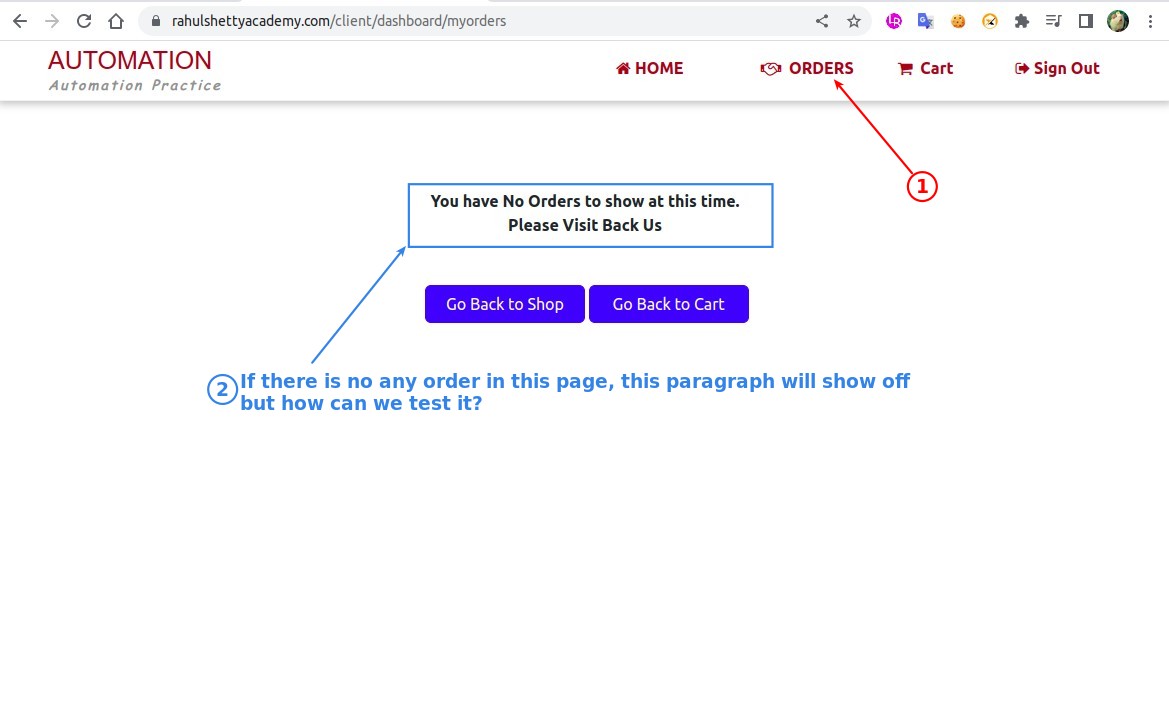 rahulshettyacademy.com/client/dashboard/myorders
AUTOMATION
Automation Practice
HOME
ORDERS
Cart
Sign Out
1
You have No Orders to show at this time.
Please Visit Back Us
Go Back to Shop
Go Back to Cart
2
If there is no any order in this page, this paragraph will show off
but how can we test it?